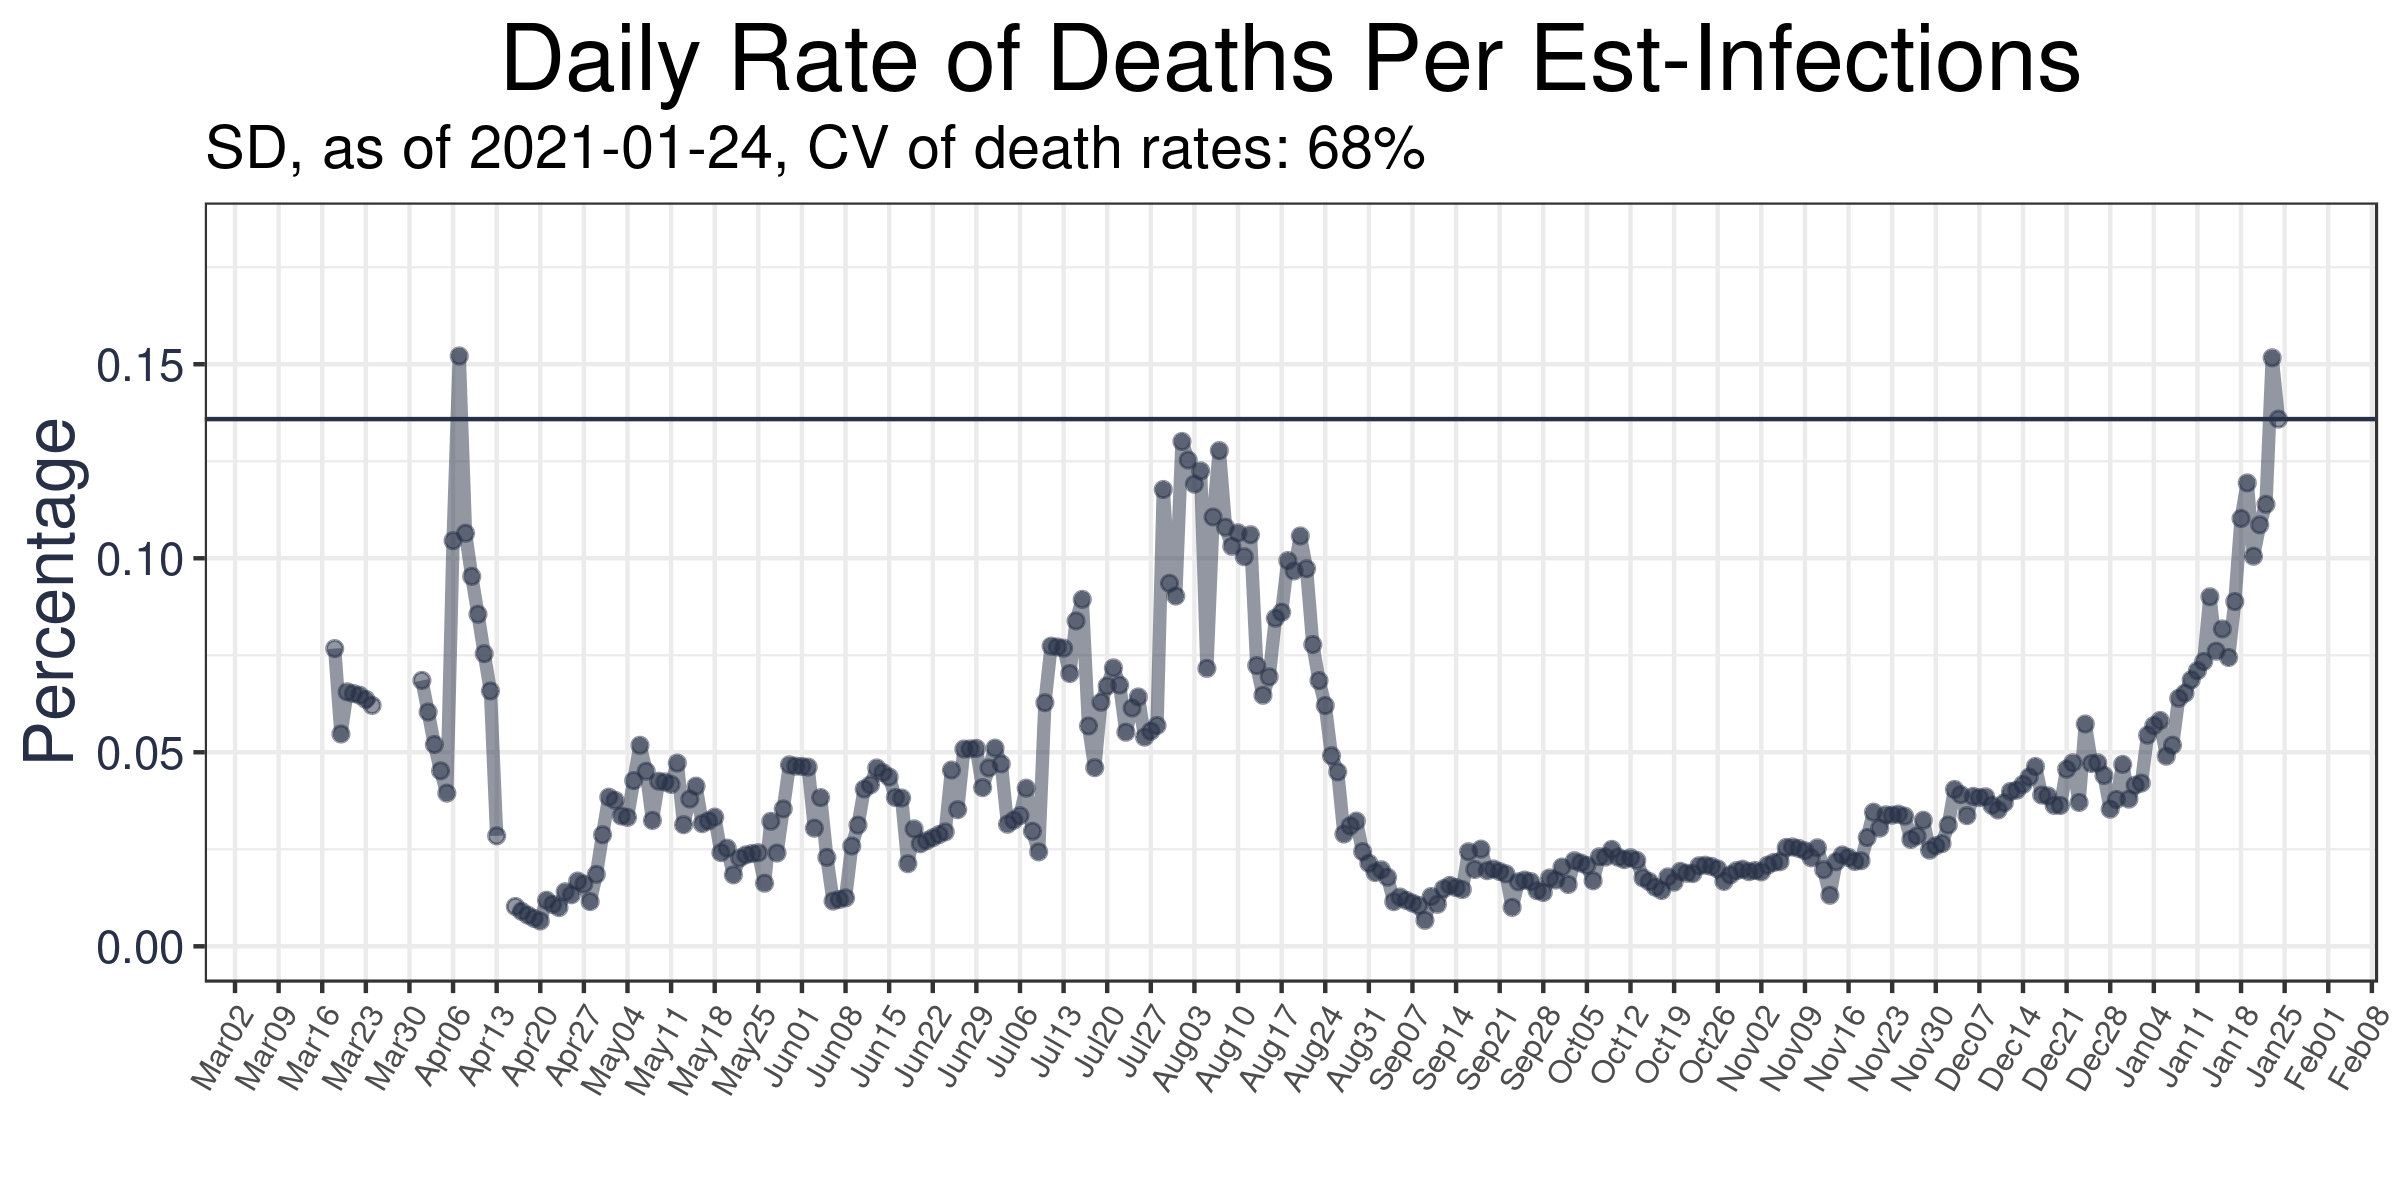 Daily Rate of Deaths Per Est-Infections
SD, as of 2021-01-24, CV of death rates: 68%
Percentage
0.15
0.10
0.05
0.00
Mar02
Mar09
Mar16
Mar23
Mar30
Apr06
Apr13
Apr20
Apr27
May04
May11
May18
May25
Jun01
Jun08
Jun15
Jun22
Jun29
Jul06
Jul13
Jul20
Jul27
Aug03
Aug10
Aug17
Aug24
Aug31
Sep07
Sep14
Sep21
Sep28
Oct05
Oct12
Oct19
Oct26
Nov02
Nov09
Nov16
Nov23
Nov30
Dec07
Dec14
Dec21
Dec28
Jan04
Jan11
Jan18
Jan25
Feb01
Feb08